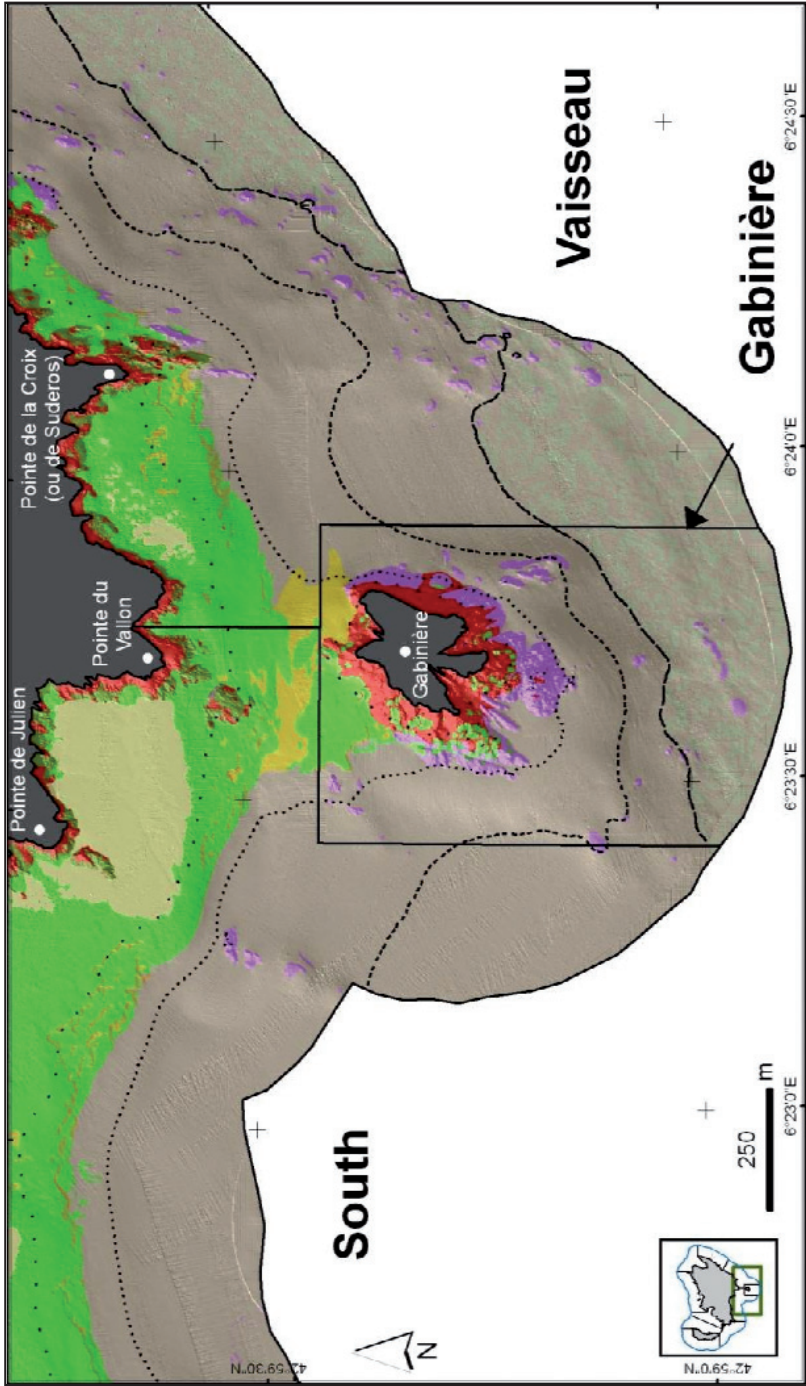 Pointe de Julien
Pointe du
Vallon
Pointe de la Croix
(ou de Suderos)
Gabinière
South
Vaisseau
Gabinière
N
250
m
42°59'30"N
42°59'0"N
6°23'0"E
6°23'30"E
6°24'0"E
6°24'30"E